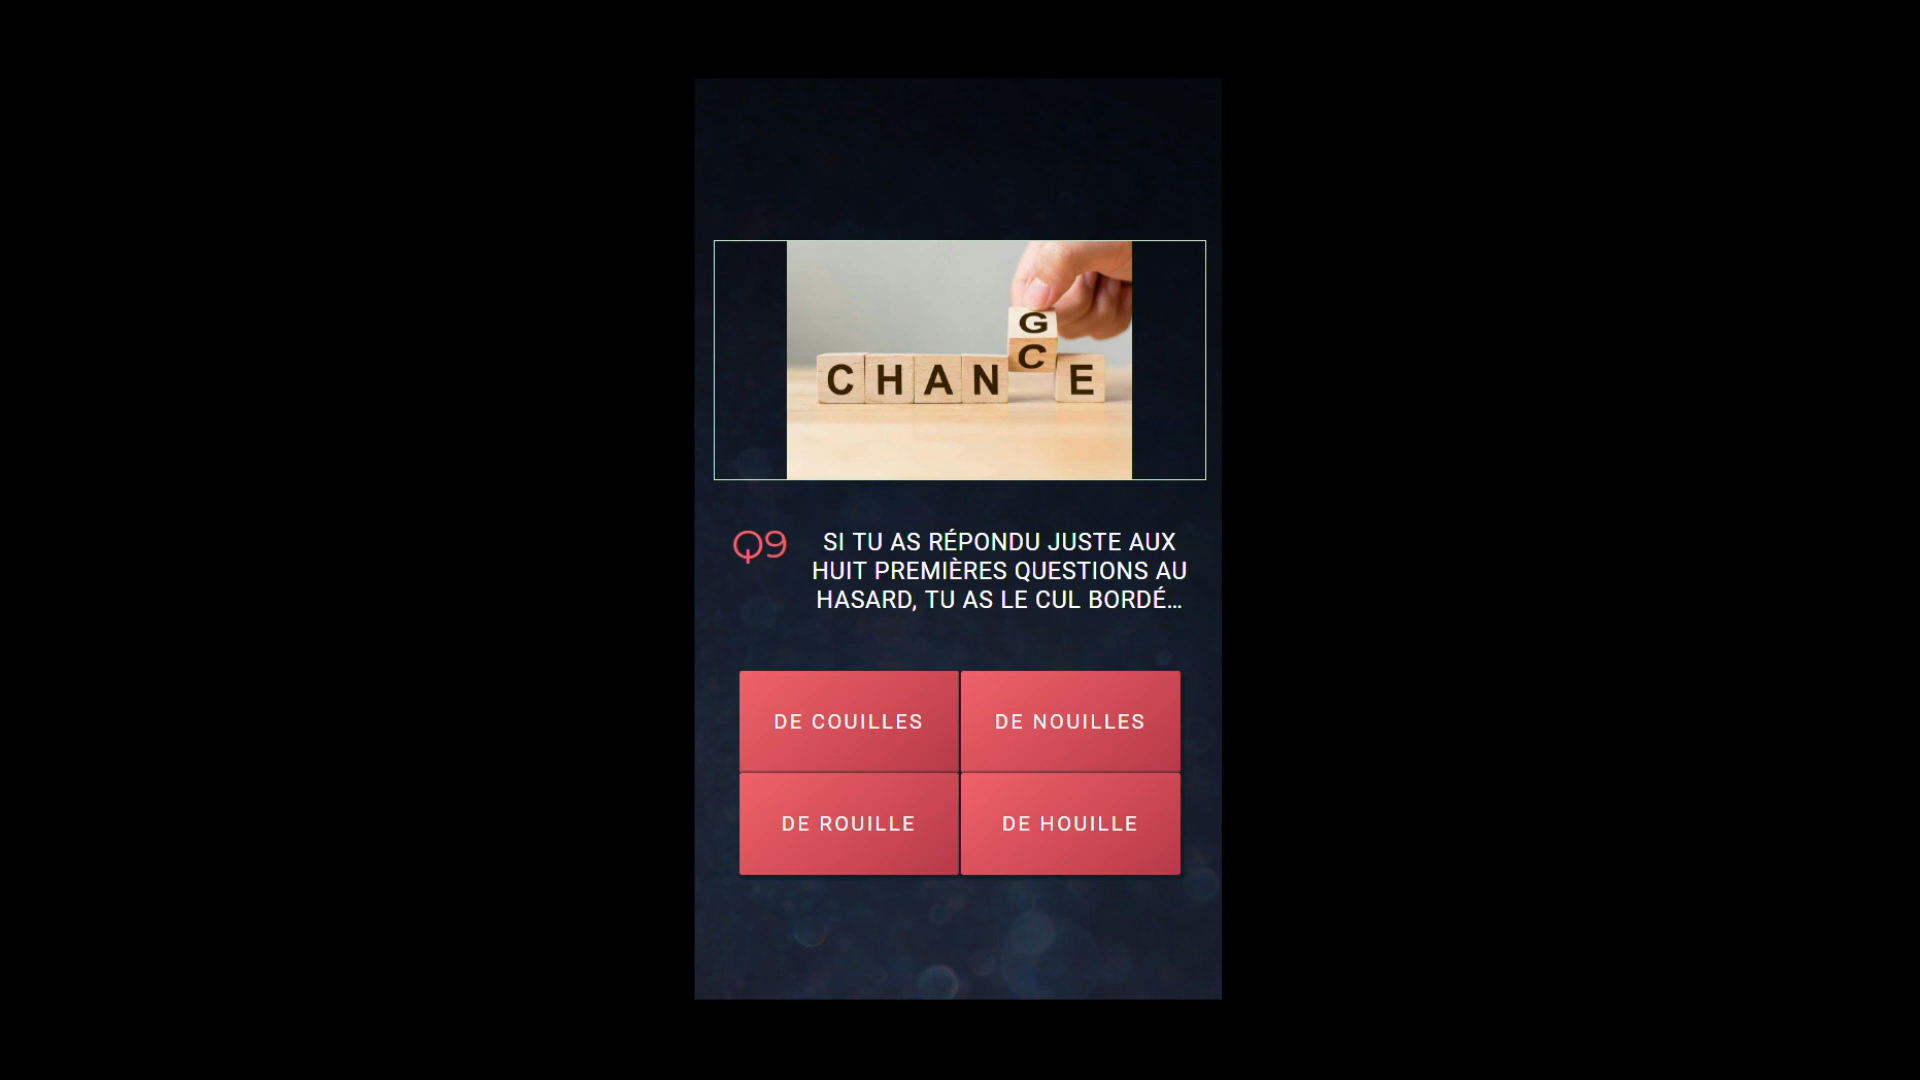 G
C
CHAN E
Q9
SI TU AS RÉPONDU JUSTE AUX
HUIT PREMIÈRES QUESTIONS AU
HASARD, TU AS LE CUL BORDÉ...
DE COUILLES
DE NOUILLES
DE ROUILLE
DE HOUILLE